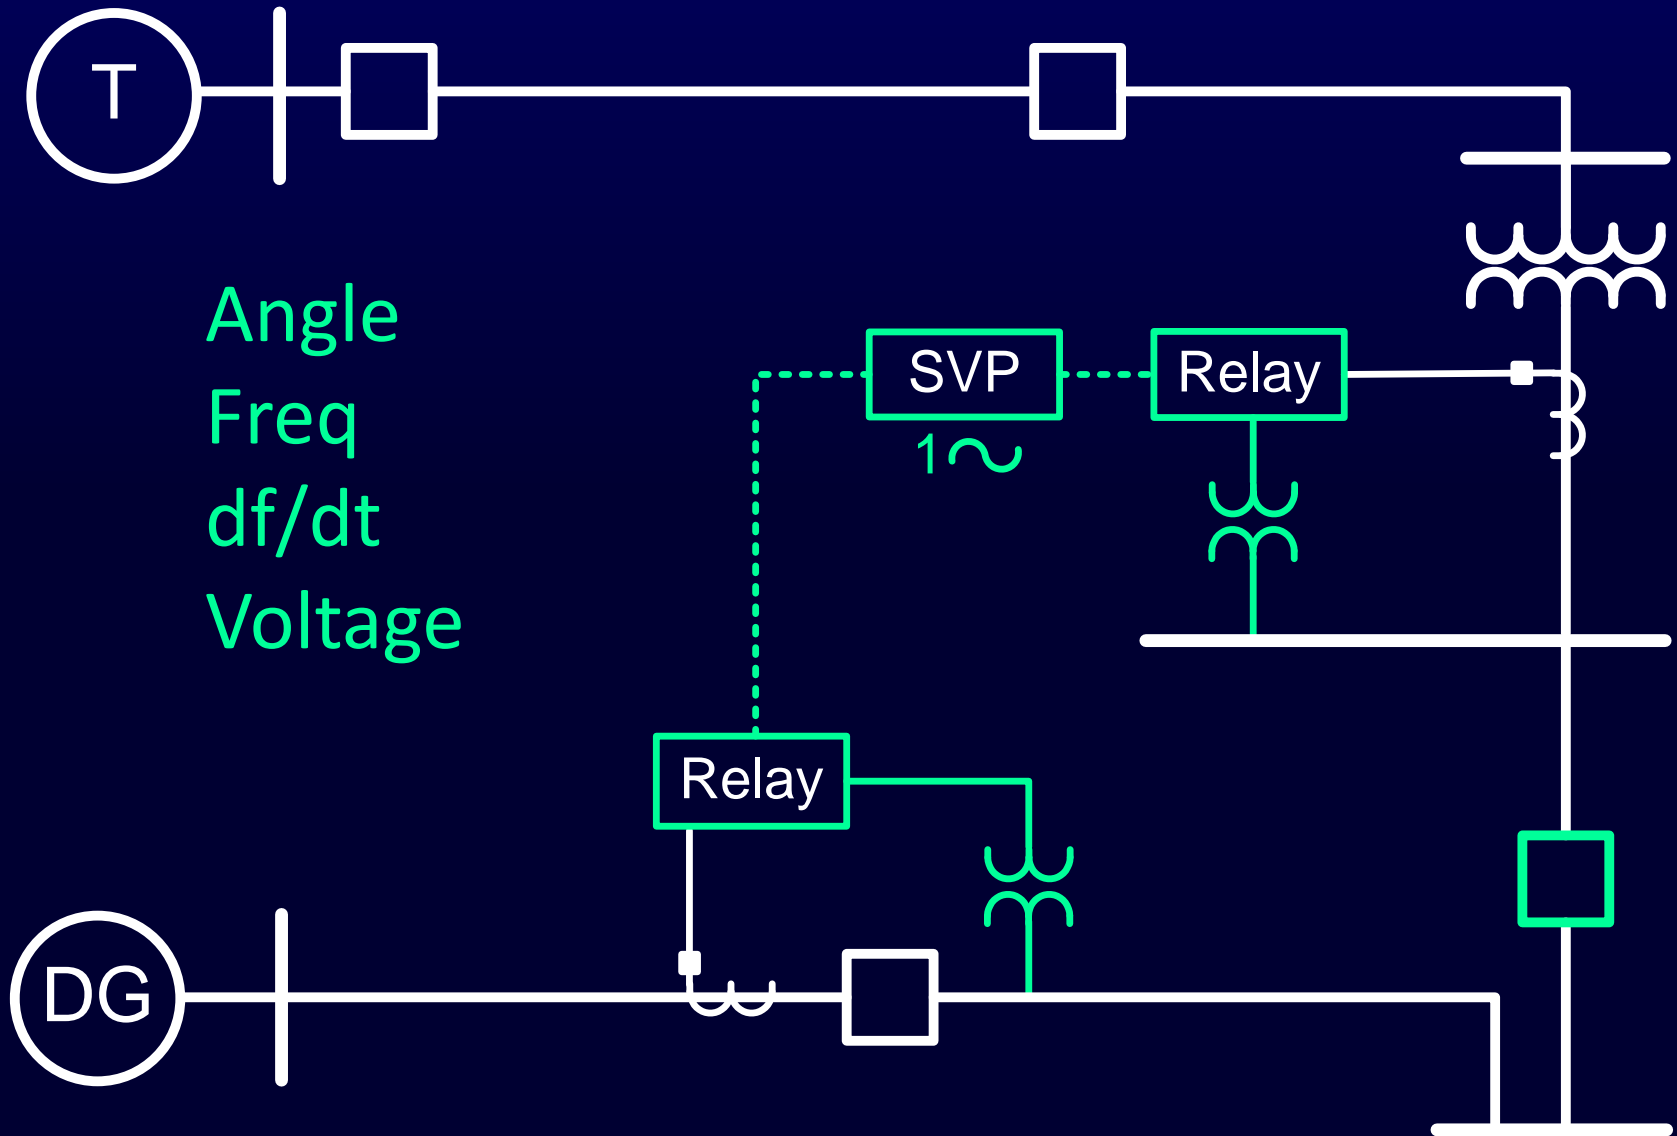 T
Angle
Freq
df/dt
Voltage
SVP
Relay
1
Relay
DG